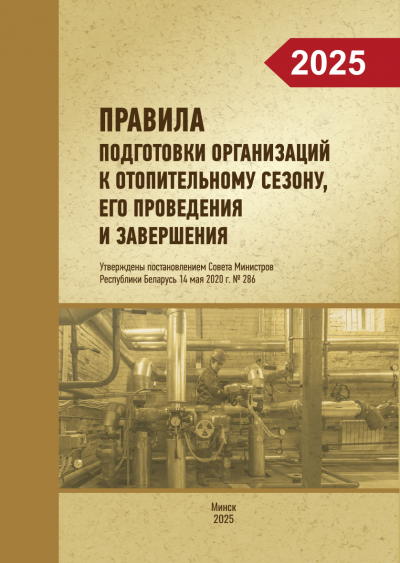 2025
ПРАВИЛА
ПОДГОТОВКИ ОРГАНИЗАЦИЙ
К ОТОПИТЕЛЬНОМУ СЕЗОНУ,
ЕГО ПРОВЕДЕНИЯ
И ЗАВЕРШЕНИЯ
Утверждены постановлением Совета Министров
Республики Беларусь 14 мая 2020 г. № 286
Минск
2025